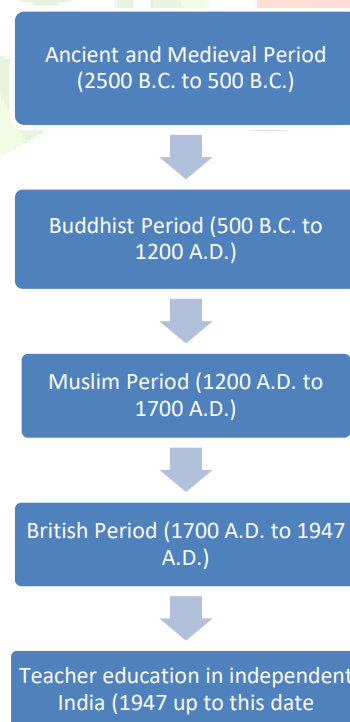 Ancient and Medieval Period
(2500 B.C. to 500 B.C.)
Buddhist Period (500 B.C. to
1200 A.D.)
Muslim Period (1200 A.D. to
1700 A.D.)
British Period (1700 A.D. to 1947
A.D.)
Teacher education in independent
India (1947 up to this date